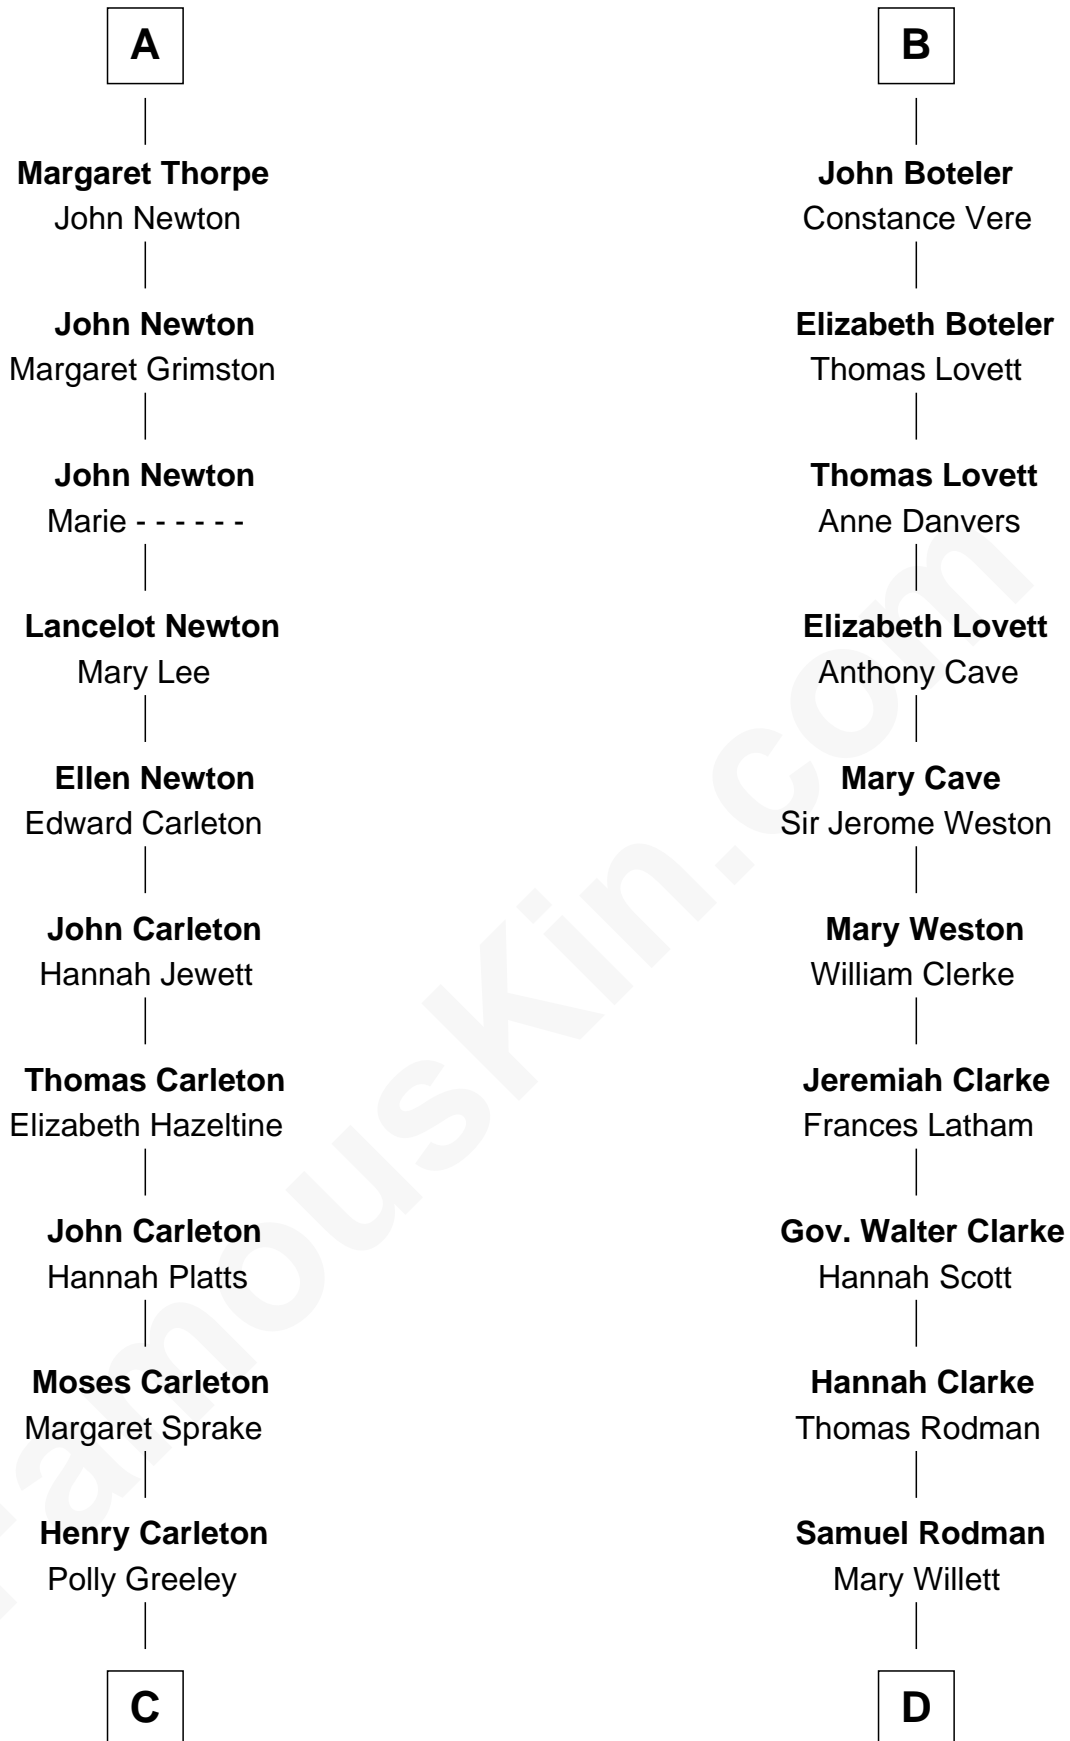 A
Margaret Thorpe
John Newton
John Newton
Margaret Grimston
John Newton
Marie - - - - - -
Lancelot Newton
Mary Lee
Ellen Newton
Edward Carleton
John Carleton
Hannah Jewett
Thomas Carleton
Elizabeth Hazeltine
John Carleton
Hannah Platts
Moses Carleton
Margaret Sprake
Henry Carleton
Polly Greeley
C
B
John Boteler
Constance Vere
Elizabeth Boteler
Thomas Lovett
Thomas Lovett
Anne Danvers
Elizabeth Lovett
Anthony Cave
Mary Cave
Sir Jerome Weston
Mary Weston
William Clerke
Jeremiah Clarke
Frances Latham
Gov. Walter Clarke
Hannah Scott
Hannah Clarke
Thomas Rodman
Samuel Rodman
Mary Willett
D
FamousKin.com